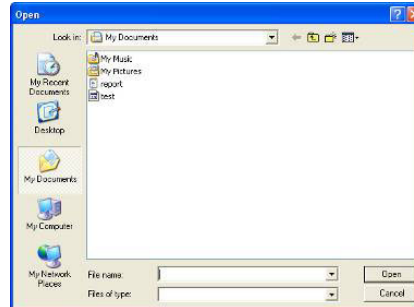 Open
Look in: My Documents
My Recent
Documents
Desktop
My Documents
My Computer
My Network
Places
My Music
My Pictures
report
test
File name:
Open
Files of type:
Cancel